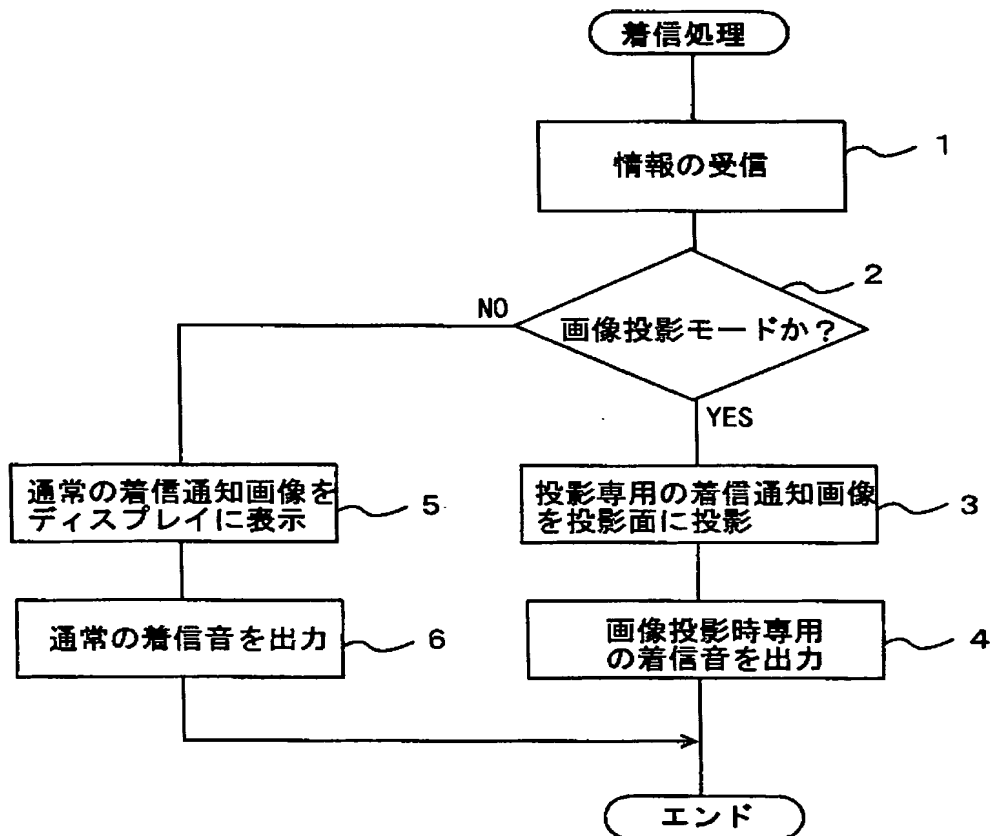 着信処理
情報の受信
1
画像投影モードか?
2
NO
YES
通常の着信通知画像を
ディスプレイに表示
5
投影専用の着信通知画像
を投影面に投影
3
通常の着信音を出力
6
画像投影時専用
の着信音を出力
4
エンド